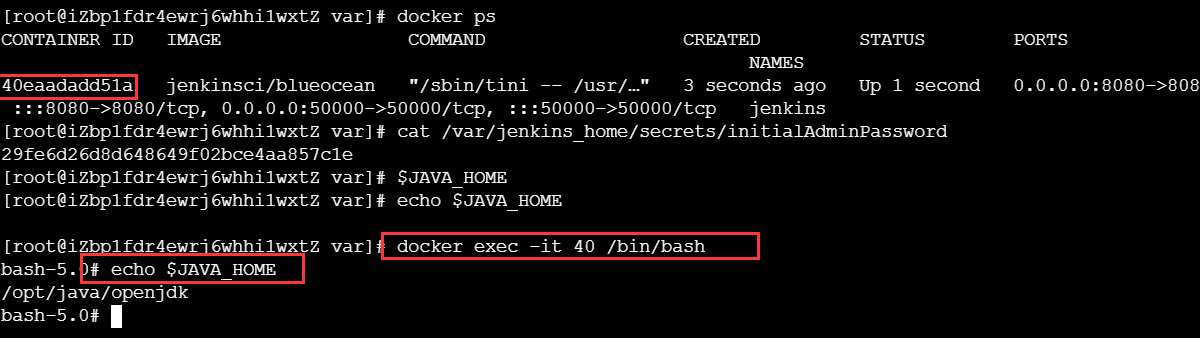 [root@iZbp1fdr4ewrj6whhi1wxtZ var]# docker ps
CONTAINER ID   IMAGE                 COMMAND                  CREATED         STATUS        PORTS
NAMES
40eaadadd51a   jenkinsci/blueocean   "/sbin/tini -- /usr/…"   3 seconds ago   Up 1 second   0.0.0.0:8080->808
:::8080->8080/tcp, 0.0.0.0:50000->50000/tcp, :::50000->50000/tcp   jenkins
[root@iZbp1fdr4ewrj6whhi1wxtZ var]# cat /var/jenkins_home/secrets/initialAdminPassword
29fe6d26d8d648649f02bce4aa857c1e
[root@iZbp1fdr4ewrj6whhi1wxtZ var]# $JAVA_HOME
[root@iZbp1fdr4ewrj6whhi1wxtZ var]# echo $JAVA_HOME
[root@iZbp1fdr4ewrj6whhi1wxtZ var]# docker exec -it 40 /bin/bash
bash-5.0# echo $JAVA_HOME
/opt/java/openjdk
bash-5.0#